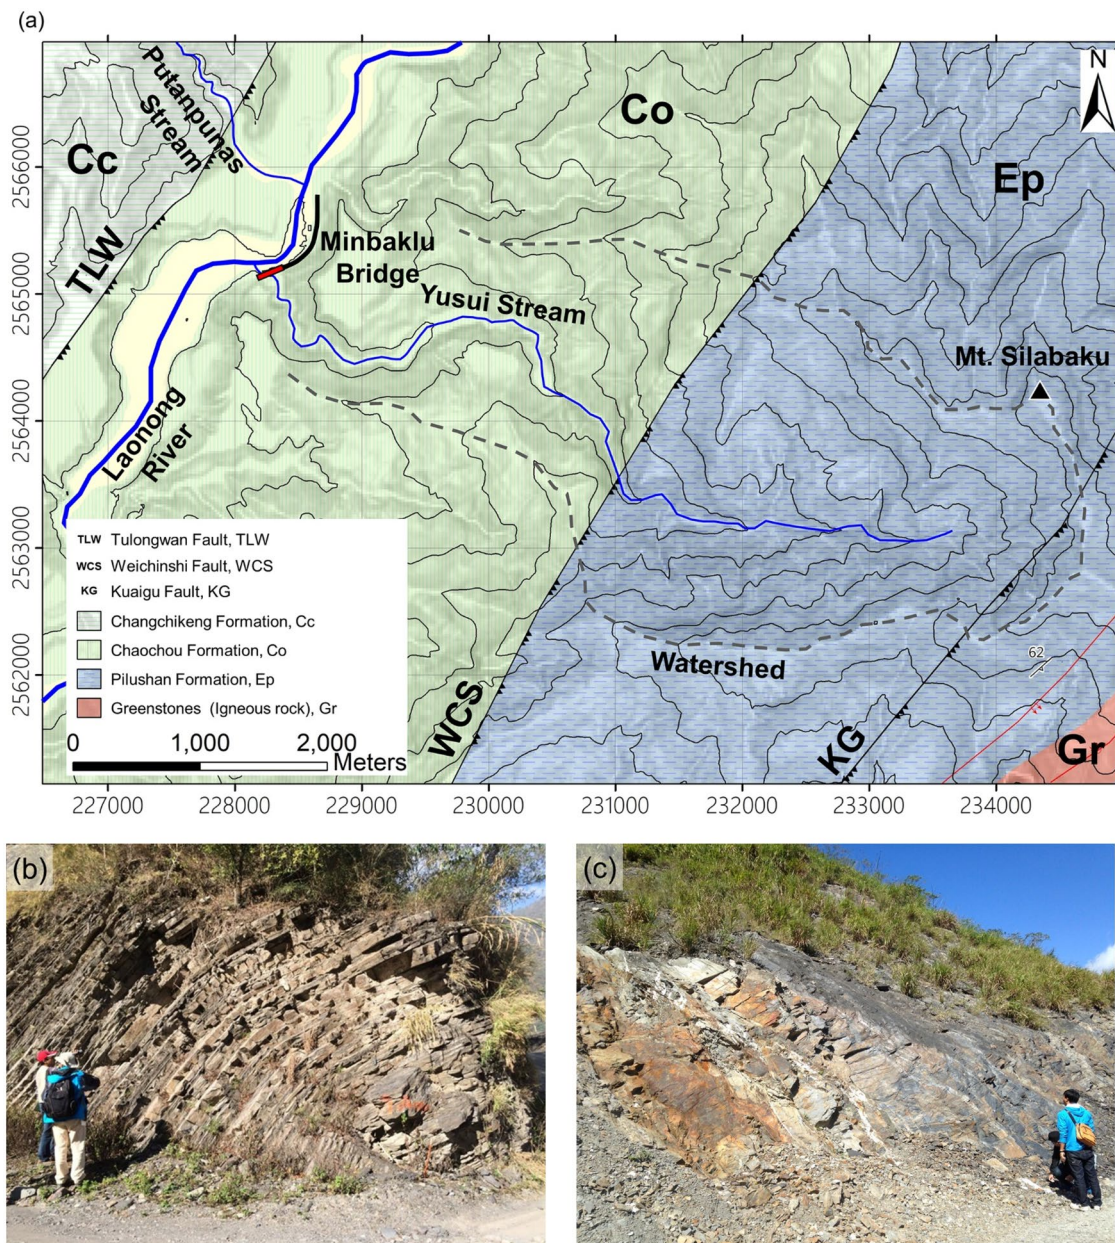 (a)
N
Putanpunas
Stream
Cc
Co
Ep
TLW
Minbaklu
Bridge
Yusui Stream
Mt. Silabaku
Laonong
River
WCS
Watershed
62
KG
Gr
2566000
2565000
2564000
2563000
2562000
TLW Tulongwan Fault, TLW
WCS Weichinshi Fault, WCS
KG Kuaigu Fault, KG
Changchikeng Formation, Cc
Chaochou Formation, Co
Pilushan Formation, Ep
Greenstones (Igneous rock), Gr
0 1,000 2,000
Meters
227000 228000 229000 230000 231000 232000 233000 234000
(b)
(c)